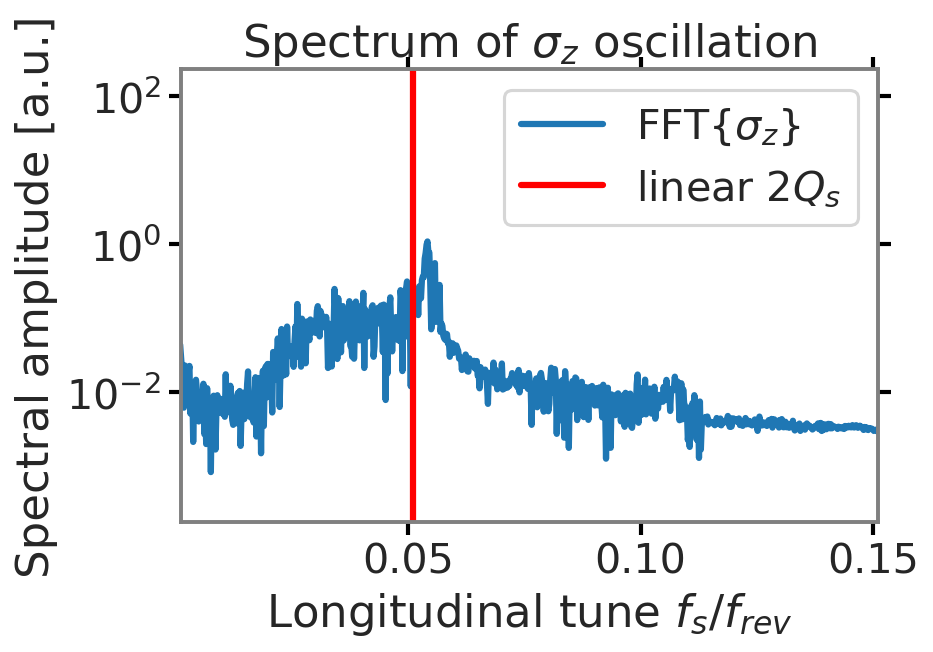 Spectrum of σz oscillation
Spectral amplitude [a.u.]
10²
10⁰
10⁻²
FFT{σz}
linear 2Qs
0.05 0.10 0.15
Longitudinal tune fs/frev